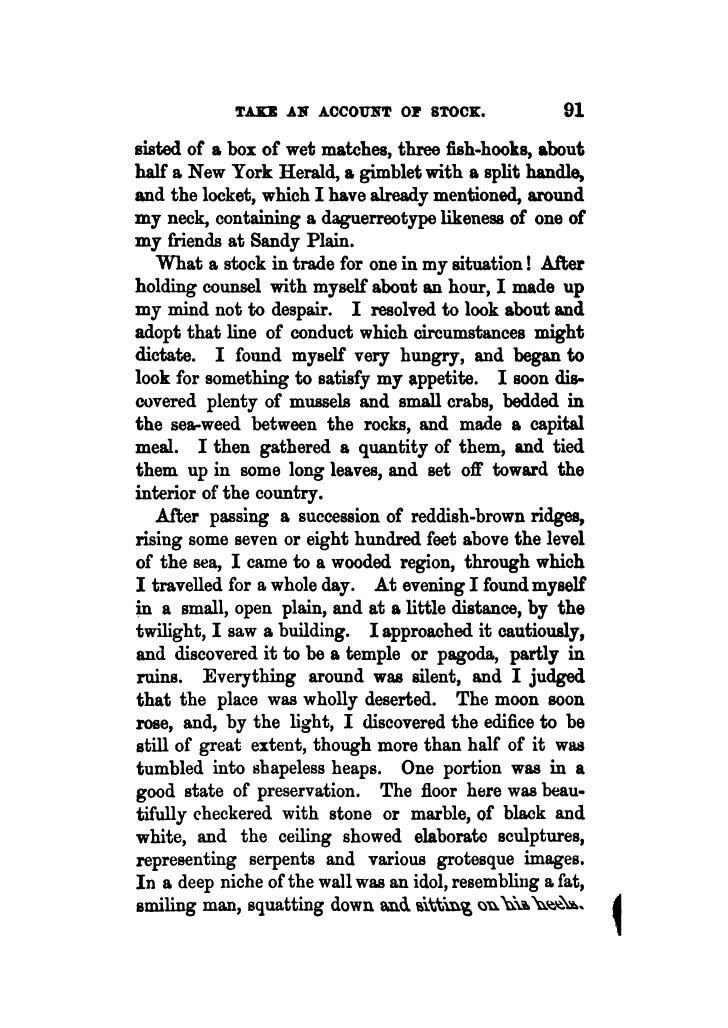 TAKE AN ACCOUNT OF STOCK. 91
sisted of a box of wet matches, three fish-hooks, about
half a New York Herald, a gimblet with a split handle,
and the locket, which I have already mentioned, around
my neck, containing a daguerreotype likeness of one of
my friends at Sandy Plain.
What a stock in trade for one in my situation! After
holding counsel with myself about an hour, I made up
my mind not to despair. I resolved to look about and
adopt that line of conduct which circumstances might
dictate. I found myself very hungry, and began to
look for something to satisfy my appetite. I soon dis-
covered plenty of mussels and small crabs, bedded in
the sea-weed between the rocks, and made a capital
meal. I then gathered a quantity of them, and tied
them up in some long leaves, and set off toward the
interior of the country.
After passing a succession of reddish-brown ridges,
rising some seven or eight hundred feet above the level
of the sea, I came to a wooded region, through which
I travelled for a whole day. At evening I found myself
in a small, open plain, and at a little distance, by the
twilight, I saw a building. I approached it cautiously,
and discovered it to be a temple or pagoda, partly in
ruins. Everything around was silent, and I judged
that the place was wholly deserted. The moon soon
rose, and, by the light, I discovered the edifice to be
still of great extent, though more than half of it was
tumbled into shapeless heaps. One portion was in a
good state of preservation. The floor here was beau-
tifully checkered with stone or marble, of black and
white, and the ceiling showed elaborate sculptures,
representing serpents and various grotesque images.
In a deep niche of the wall was an idol, resembling a fat,
smiling man, squatting down and sitting on his heels.